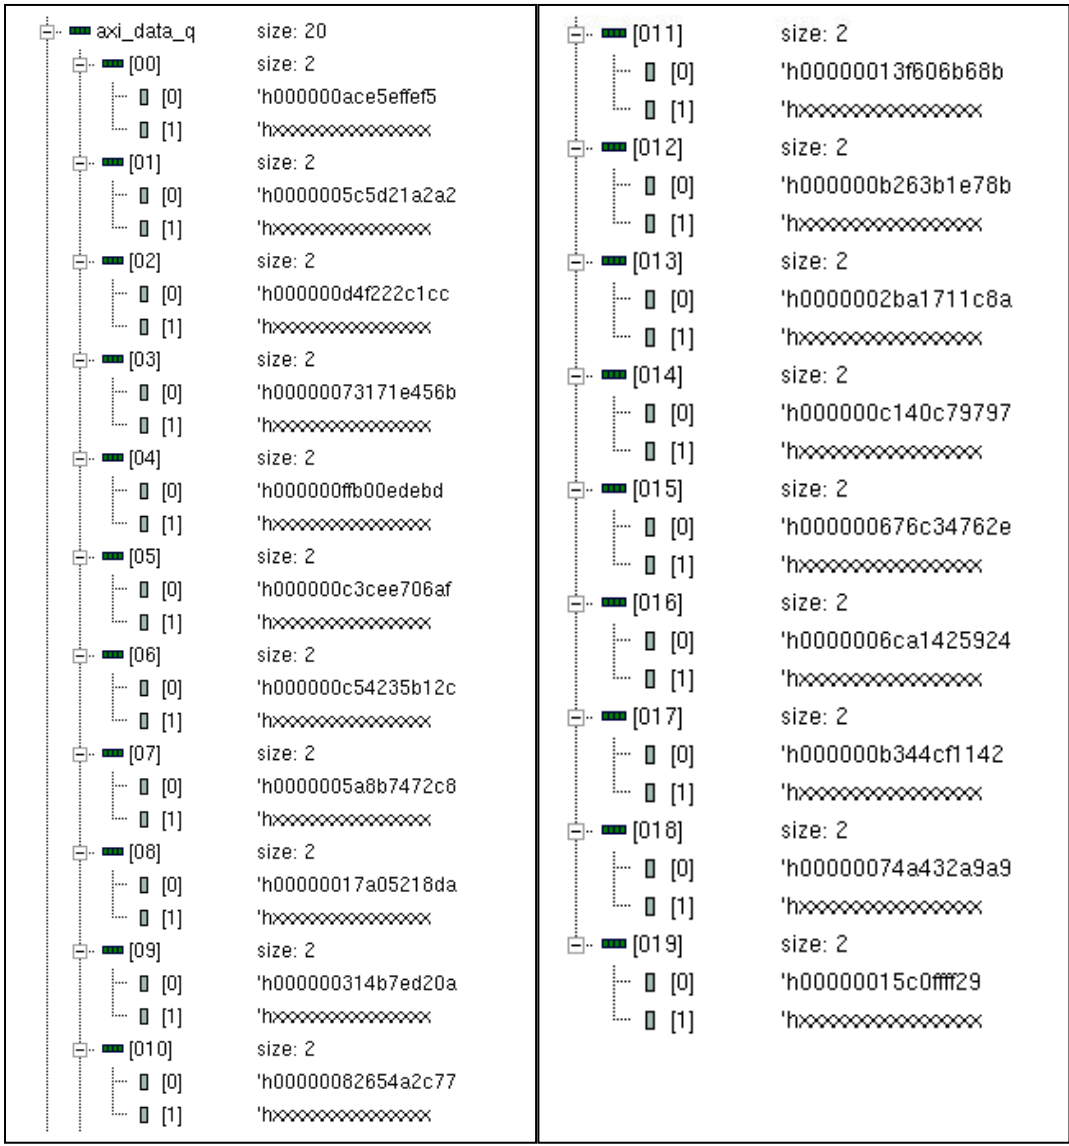 axi_data_q size: 20
[00] size: 2
[0] 'h000000ace5effef5
[1] 'hxxxxxxxxxxxxxxxx
[01] size: 2
[0] 'h0000005c5d21a2a2
[1] 'hxxxxxxxxxxxxxxxx
[02] size: 2
[0] 'h000000d4f222c1cc
[1] 'hxxxxxxxxxxxxxxxx
[03] size: 2
[0] 'h00000073171e456b
[1] 'hxxxxxxxxxxxxxxxx
[04] size: 2
[0] 'h000000ffb00edebd
[1] 'hxxxxxxxxxxxxxxxx
[05] size: 2
[0] 'h000000c3cee706af
[1] 'hxxxxxxxxxxxxxxxx
[06] size: 2
[0] 'h000000c54235b12c
[1] 'hxxxxxxxxxxxxxxxx
[07] size: 2
[0] 'h0000005a8b7472c8
[1] 'hxxxxxxxxxxxxxxxx
[08] size: 2
[0] 'h00000017a05218da
[1] 'hxxxxxxxxxxxxxxxx
[09] size: 2
[0] 'h000000314b7ed20a
[1] 'hxxxxxxxxxxxxxxxx
[010] size: 2
[0] 'h00000082654a2c77
[1] 'hxxxxxxxxxxxxxxxx
[011] size: 2
[0] 'h00000013f606b68b
[1] 'hxxxxxxxxxxxxxxxx
[012] size: 2
[0] 'h000000b263b1e78b
[1] 'hxxxxxxxxxxxxxxxx
[013] size: 2
[0] 'h0000002ba1711c8a
[1] 'hxxxxxxxxxxxxxxxx
[014] size: 2
[0] 'h000000c140c79797
[1] 'hxxxxxxxxxxxxxxxx
[015] size: 2
[0] 'h000000676c34762e
[1] 'hxxxxxxxxxxxxxxxx
[016] size: 2
[0] 'h0000006ca1425924
[1] 'hxxxxxxxxxxxxxxxx
[017] size: 2
[0] 'h000000b344cf1142
[1] 'hxxxxxxxxxxxxxxxx
[018] size: 2
[0] 'h00000074a432a9a9
[1] 'hxxxxxxxxxxxxxxxx
[019] size: 2
[0] 'h00000015c0ffff29
[1] 'hxxxxxxxxxxxxxxxx